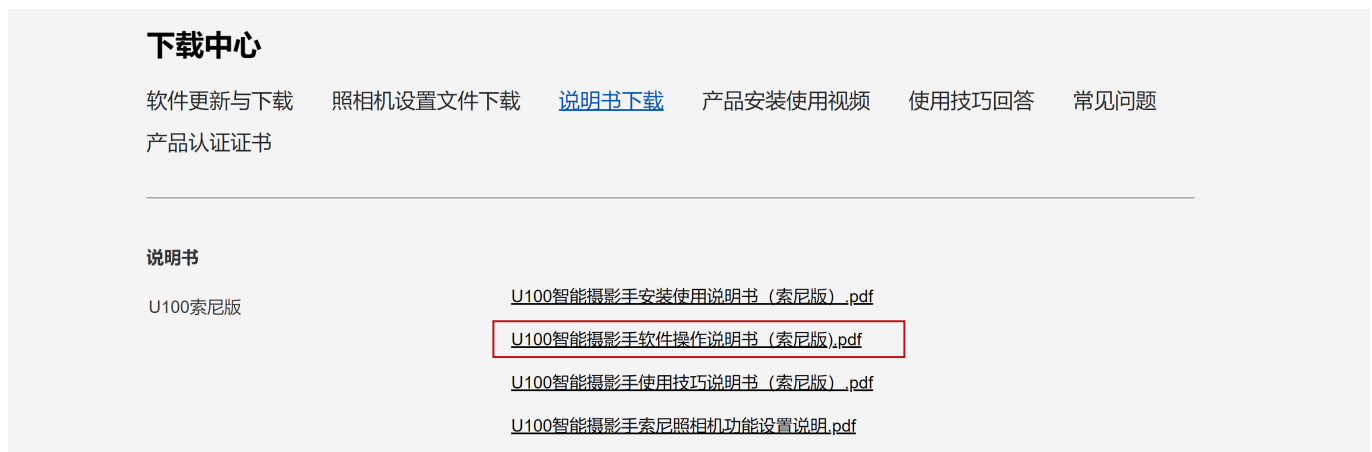 下载中心
软件更新与下载 照相机设置文件下载 说明书下载 产品安装使用视频 使用技巧回答 常见问题
产品认证证书
说明书
U100索尼版
U100智能摄影手安装使用说明书（索尼版）.pdf
U100智能摄影手软件操作说明书（索尼版).pdf
U100智能摄影手使用技巧说明书（索尼版）.pdf
U100智能摄影手索尼照相机功能设置说明.pdf